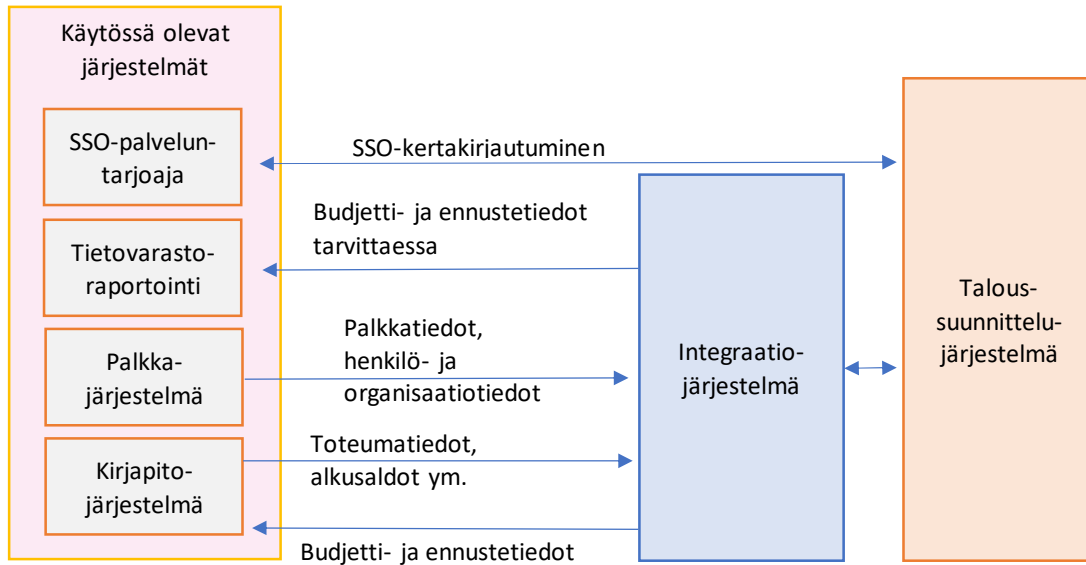 Käytössä olevat
järjestelmät
SSO-palvelun-
tarjoaja
SSO-kertakirjautuminen
Tietovarasto-
raportointi
Budjetti- ja ennustetiedot
tarvittaessa
Palkka-
järjestelmä
Palkkatiedot,
henkilö- ja
organisaatiotiedot
Kirjapito-
järjestelmä
Toteumatiedot,
alkusaldot ym.
Budjetti- ja ennustetiedot
Integraatio-
järjestelmä
Talous-
suunnittelu-
järjestelmä